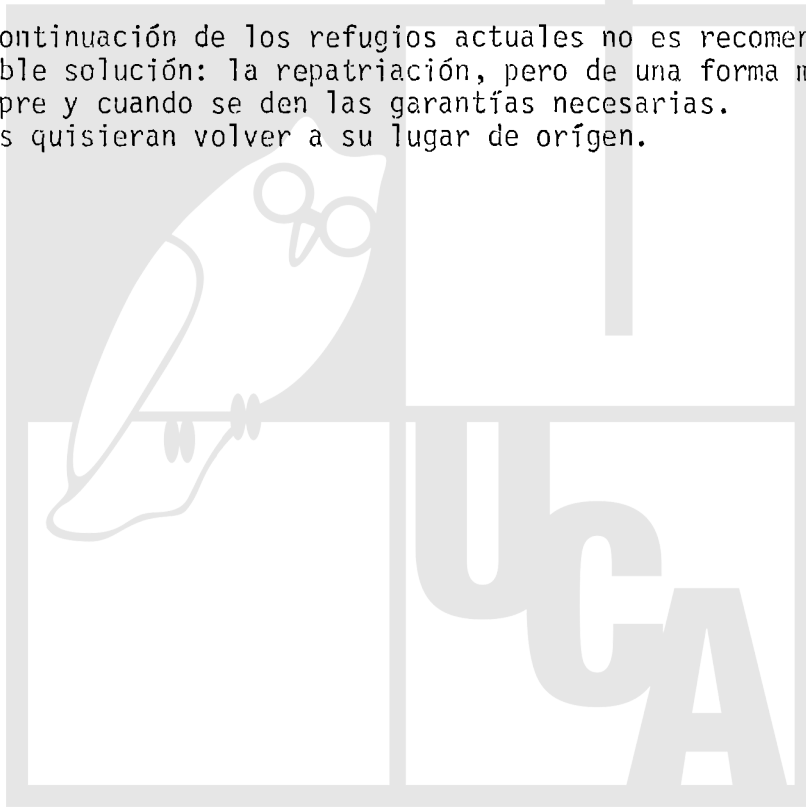 ontinuación de los refugios actuales no es recomen
ble solución: la repatriación, pero de una forma m
pre y cuando se den las garantías necesarias.
s quisieran volver a su lugar de orígen.
UCA